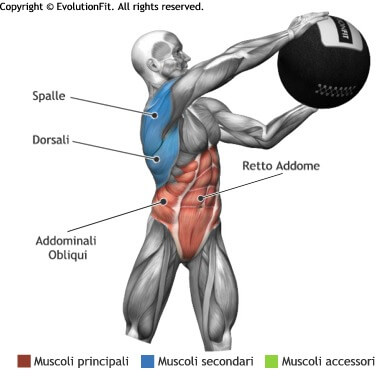 Copyright © EvolutionFit. All rights reserved.
Spalle
Dorsali
Retto Addome
Addominali
Obliqui
Muscoli principali Muscoli secondari Muscoli accessori